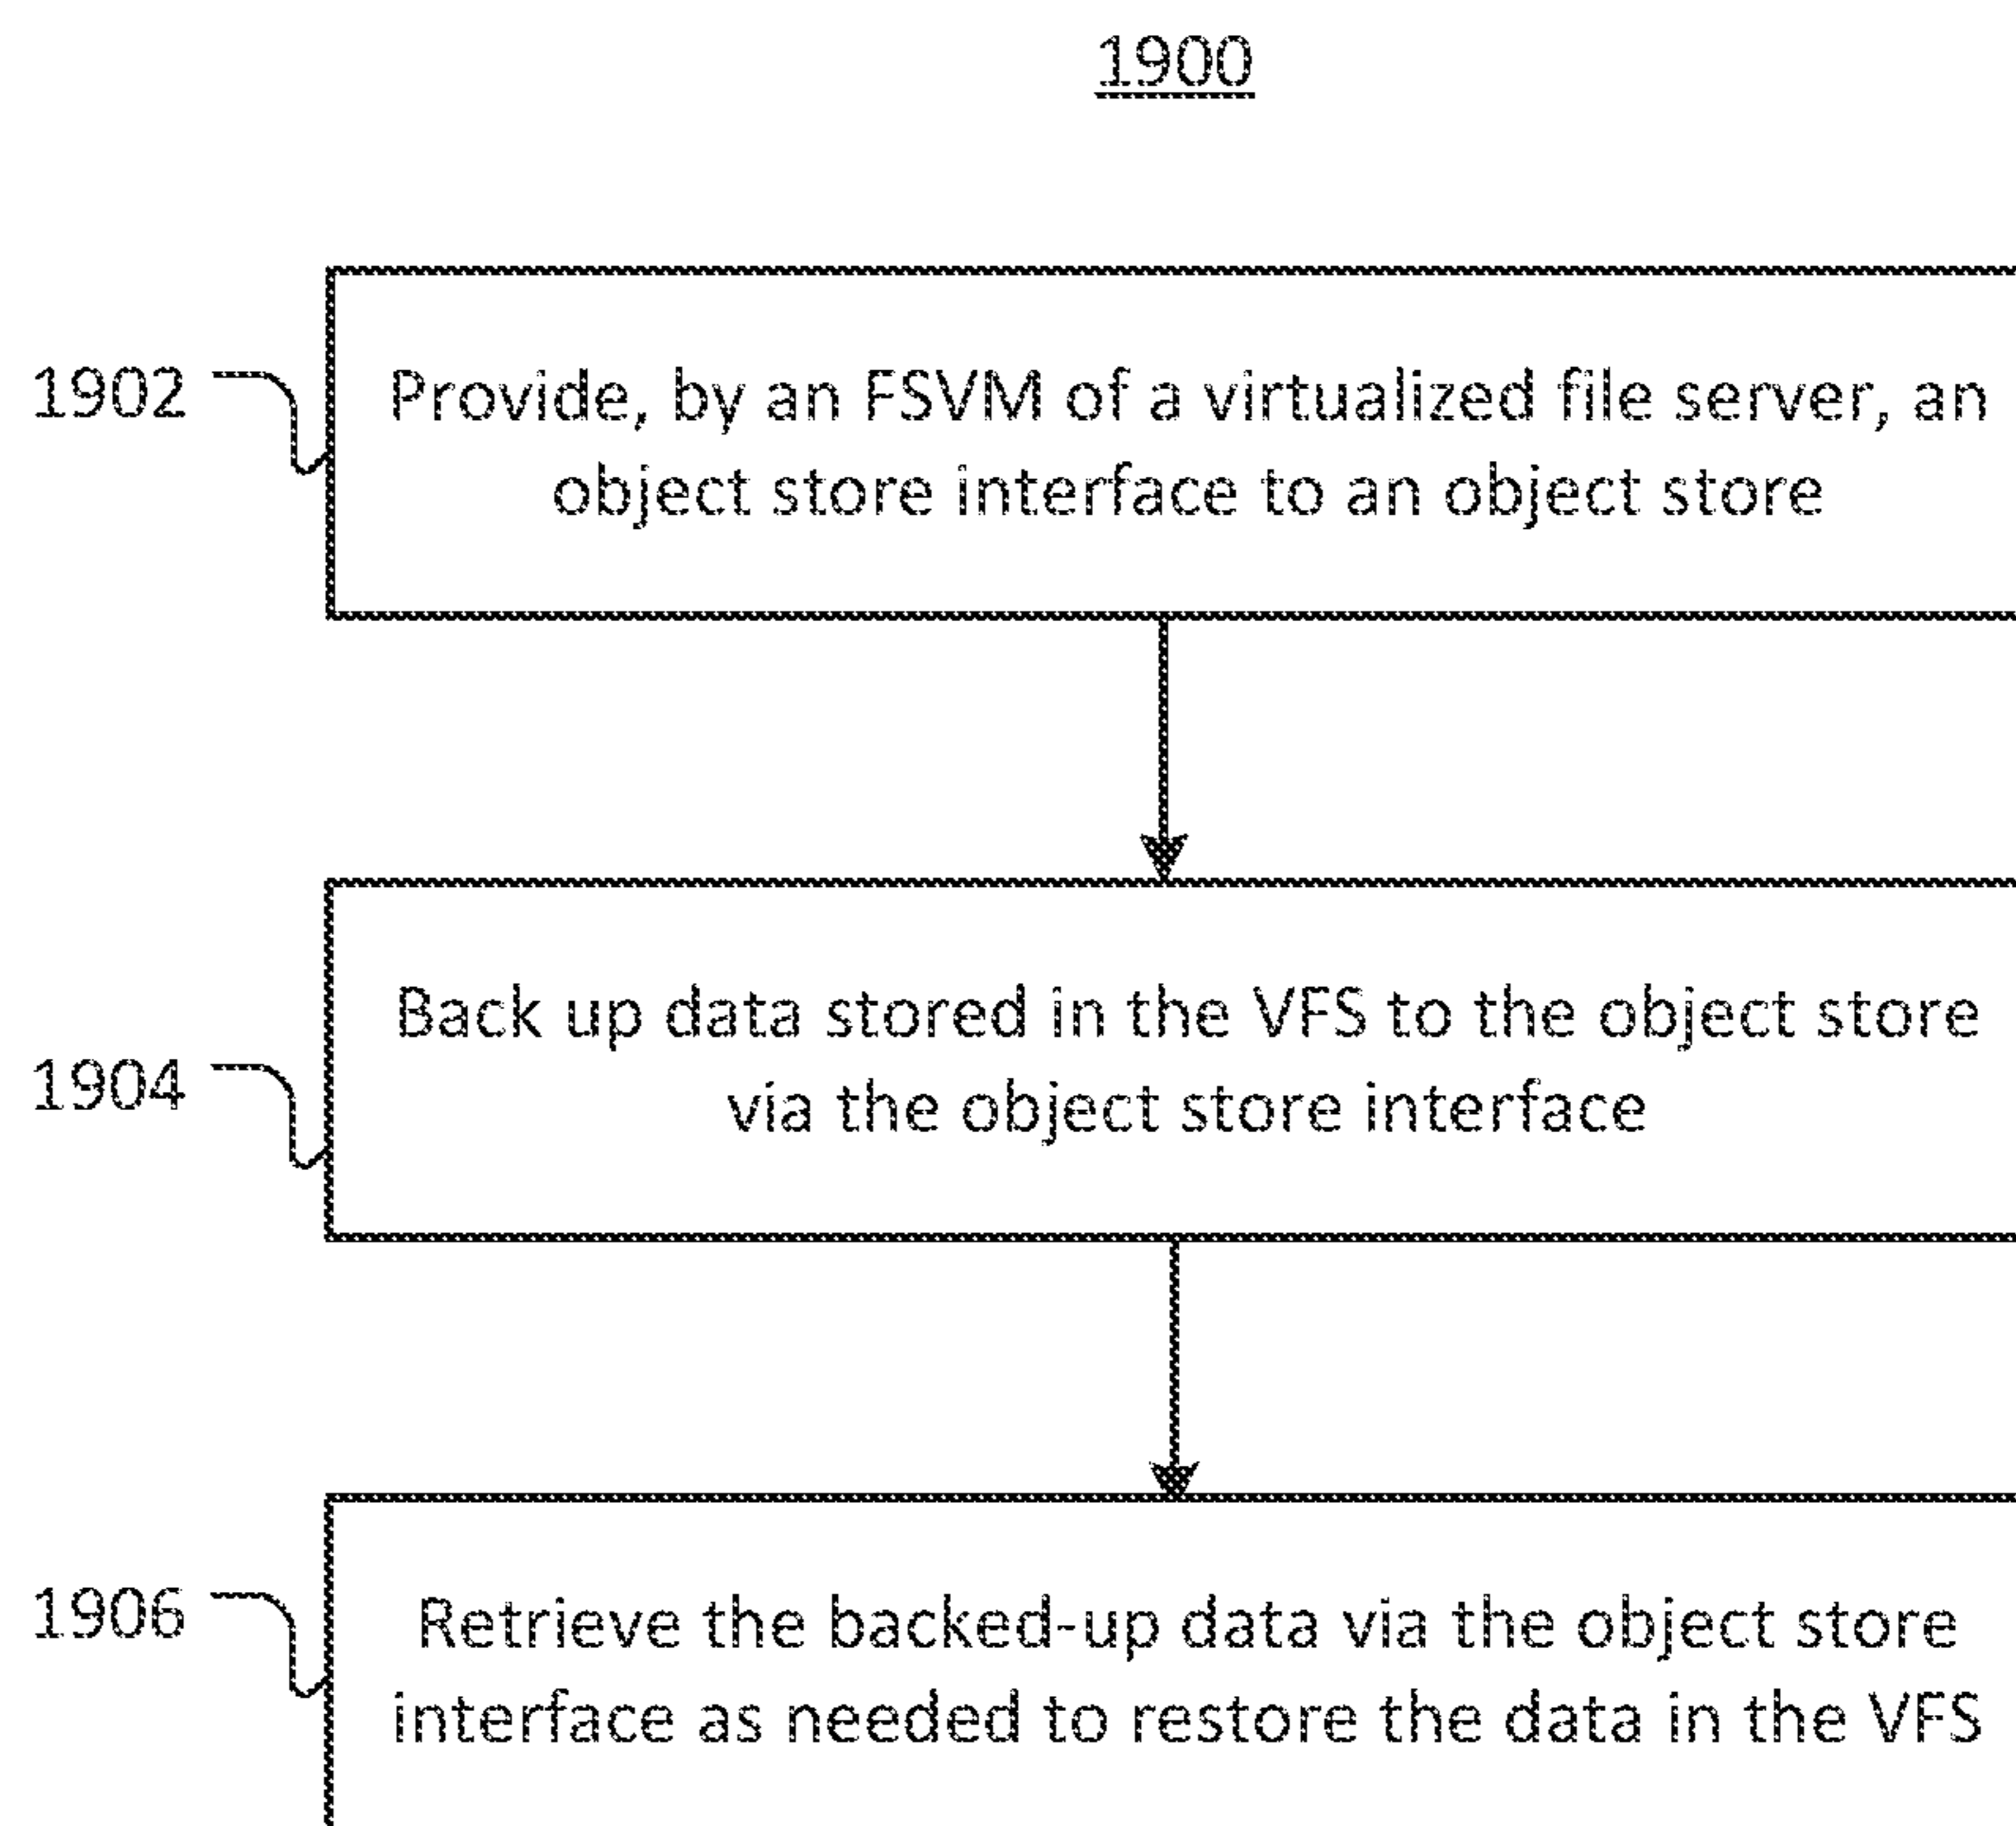 1900
1902
Provide, by an FSVM of a virtualized file server, an
object store interface to an object store
1904
Back up data stored in the VFS to the object store
via the object store interface
1906
Retrieve the backed-up data via the object store
interface as needed to restore the data in the VFS